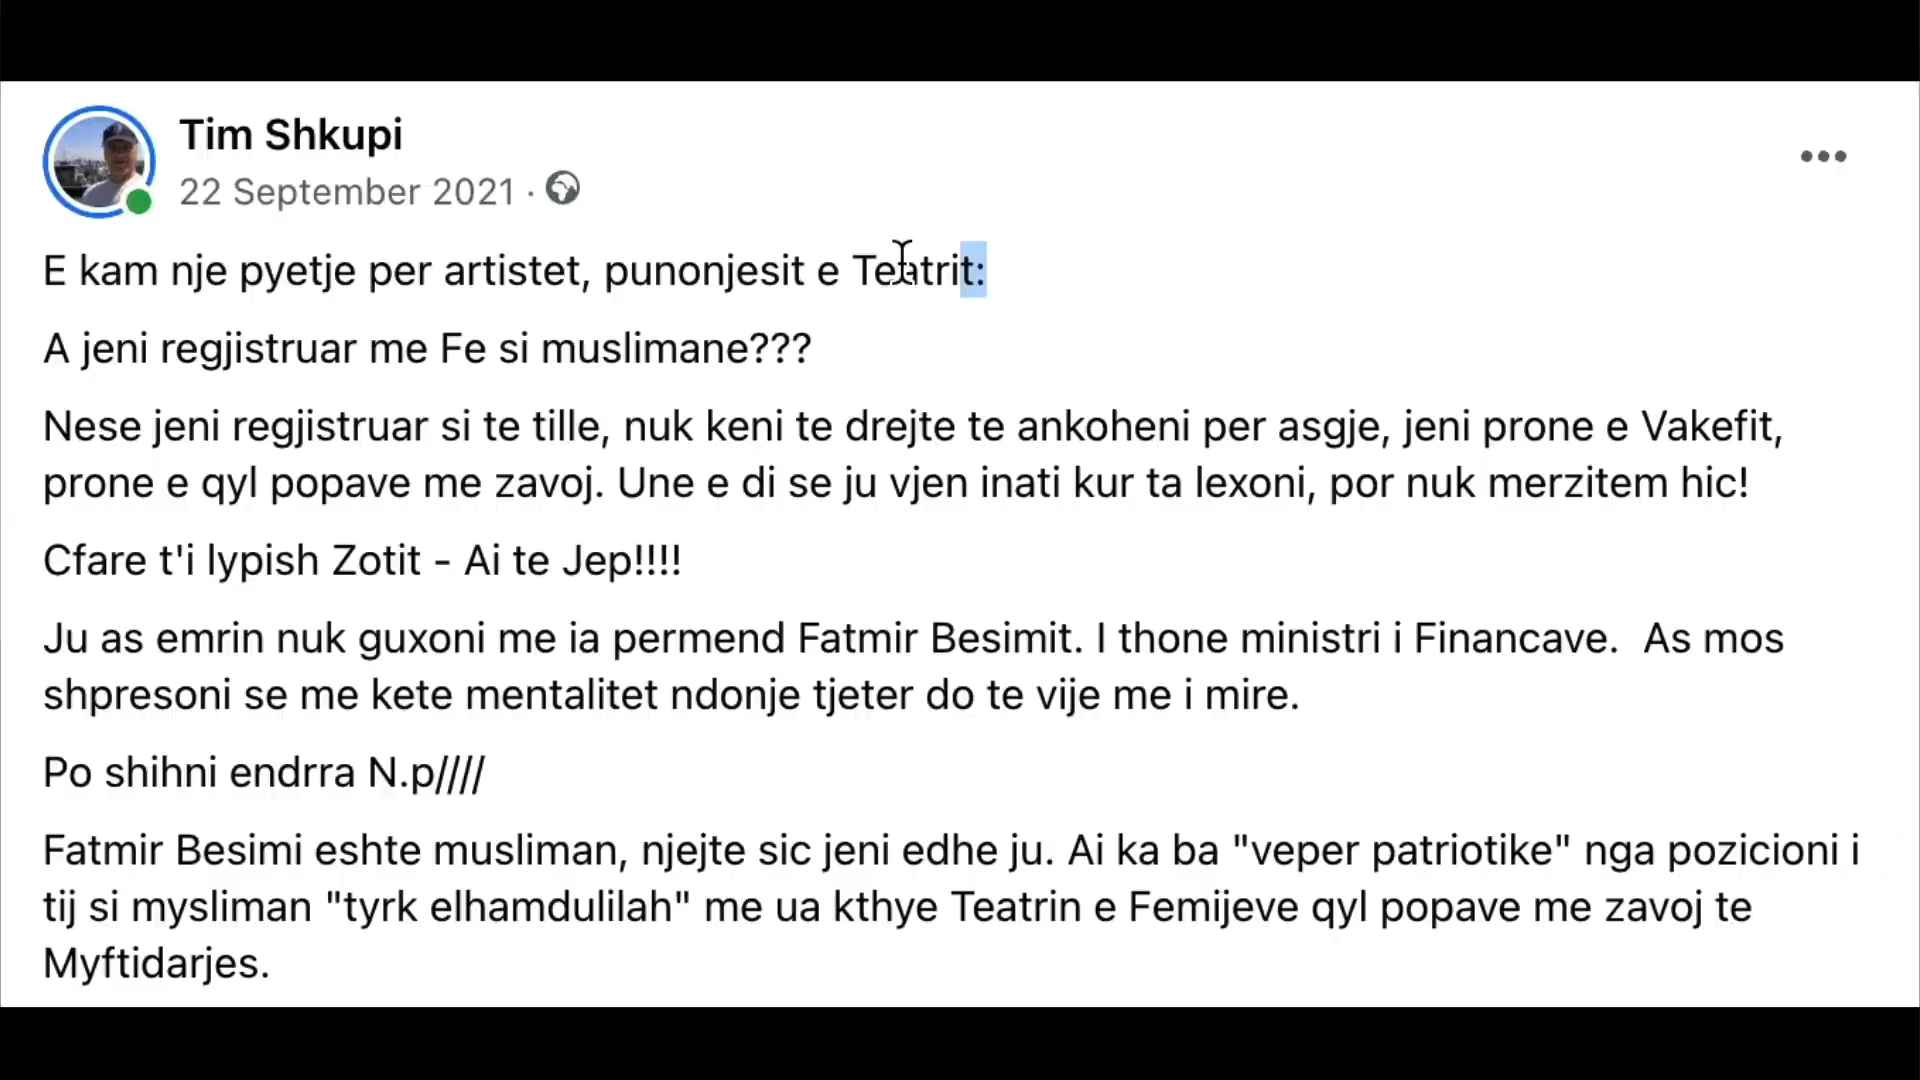 Tim Shkupi
22 September 2021 ·
E kam nje pyetje per artistet, punonjesit e Teatrit:
A jeni regjistruar me Fe si muslimane???
Nese jeni regjistruar si te tille, nuk keni te drejte te ankoheni per asgje, jeni prone e Vakefit,
prone e qyl popave me zavoj. Une e di se ju vjen inati kur ta lexoni, por nuk merzitem hic!
Cfare t'i lypish Zotit - Ai te Jep!!!!
Ju as emrin nuk guxoni me ia permend Fatmir Besimit. I thone ministri i Financave.  As mos
shpresoni se me kete mentalitet ndonje tjeter do te vije me i mire.
Po shihni endrra N.p////
Fatmir Besimi eshte musliman, njejte sic jeni edhe ju. Ai ka ba "veper patriotike" nga pozicioni i
tij si mysliman "tyrk elhamdulilah" me ua kthye Teatrin e Femijeve qyl popave me zavoj te
Myftidarjes.